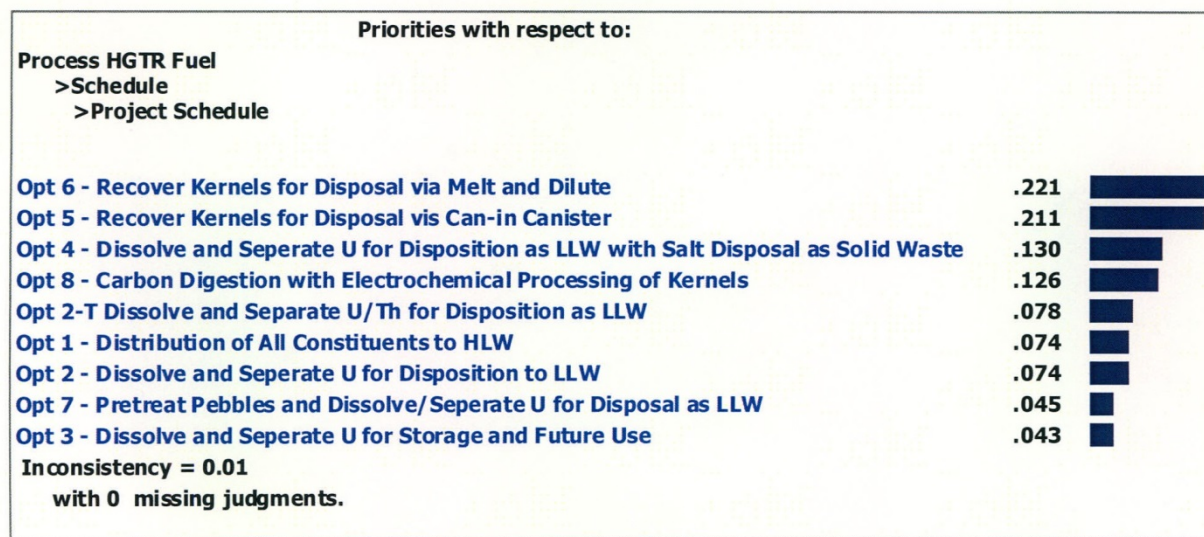 Priorities with respect to:
Process HGTR Fuel
>Schedule
>Project Schedule
Opt 6 - Recover Kernels for Disposal via Melt and Dilute .221
Opt 5 - Recover Kernels for Disposal vis Can-in Canister .211
Opt 4 - Dissolve and Seperate U for Disposition as LLW with Salt Disposal as Solid Waste .130
Opt 8 - Carbon Digestion with Electrochemical Processing of Kernels .126
Opt 2-T Dissolve and Separate U/Th for Disposition as LLW .078
Opt 1 - Distribution of All Constituents to HLW .074
Opt 2 - Dissolve and Seperate U for Disposition to LLW .074
Opt 7 - Pretreat Pebbles and Dissolve/Seperate U for Disposal as LLW .045
Opt 3 - Dissolve and Seperate U for Storage and Future Use .043
Inconsistency = 0.01
with 0 missing judgments.